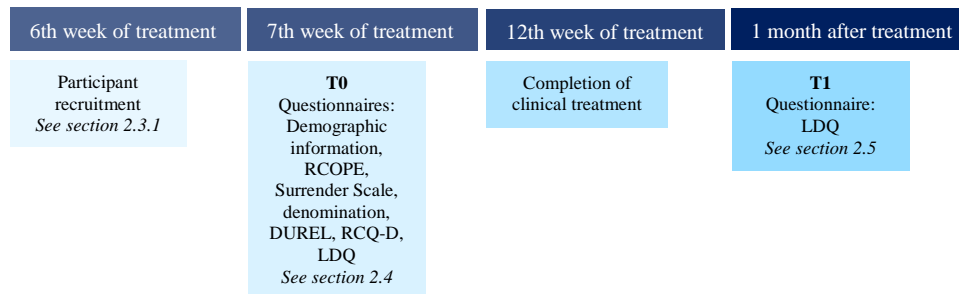 6th week of treatment
7th week of treatment
12th week of treatment
1 month after treatment
Participant
recruitment
See section 2.3.1
T0
Questionnaires:
Demographic
information,
RCOPE,
Surrender Scale,
denomination,
DUREL, RCQ-D,
LDQ
See section 2.4
Completion of
clinical treatment
T1
Questionnaire:
LDQ
See section 2.5